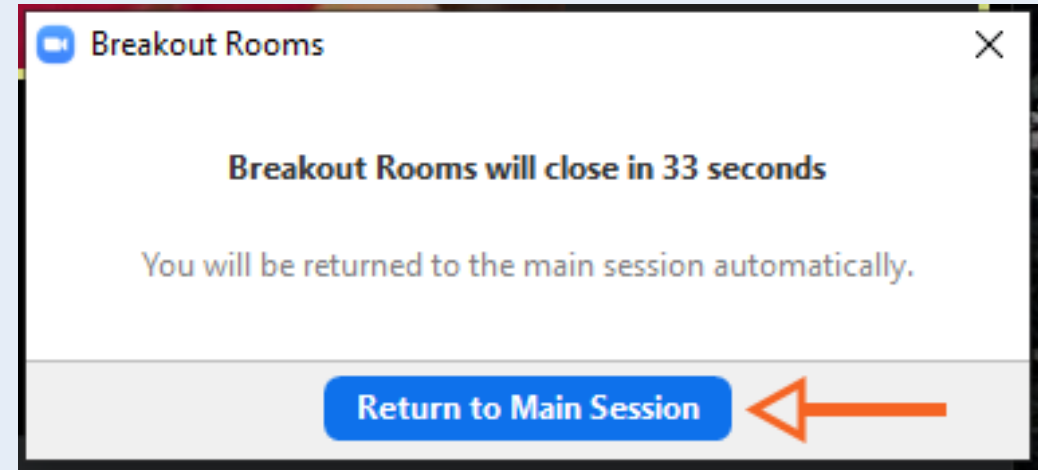 Breakout Rooms
Breakout Rooms will close in 33 seconds
You will be returned to the main session automatically.
Return to Main Session